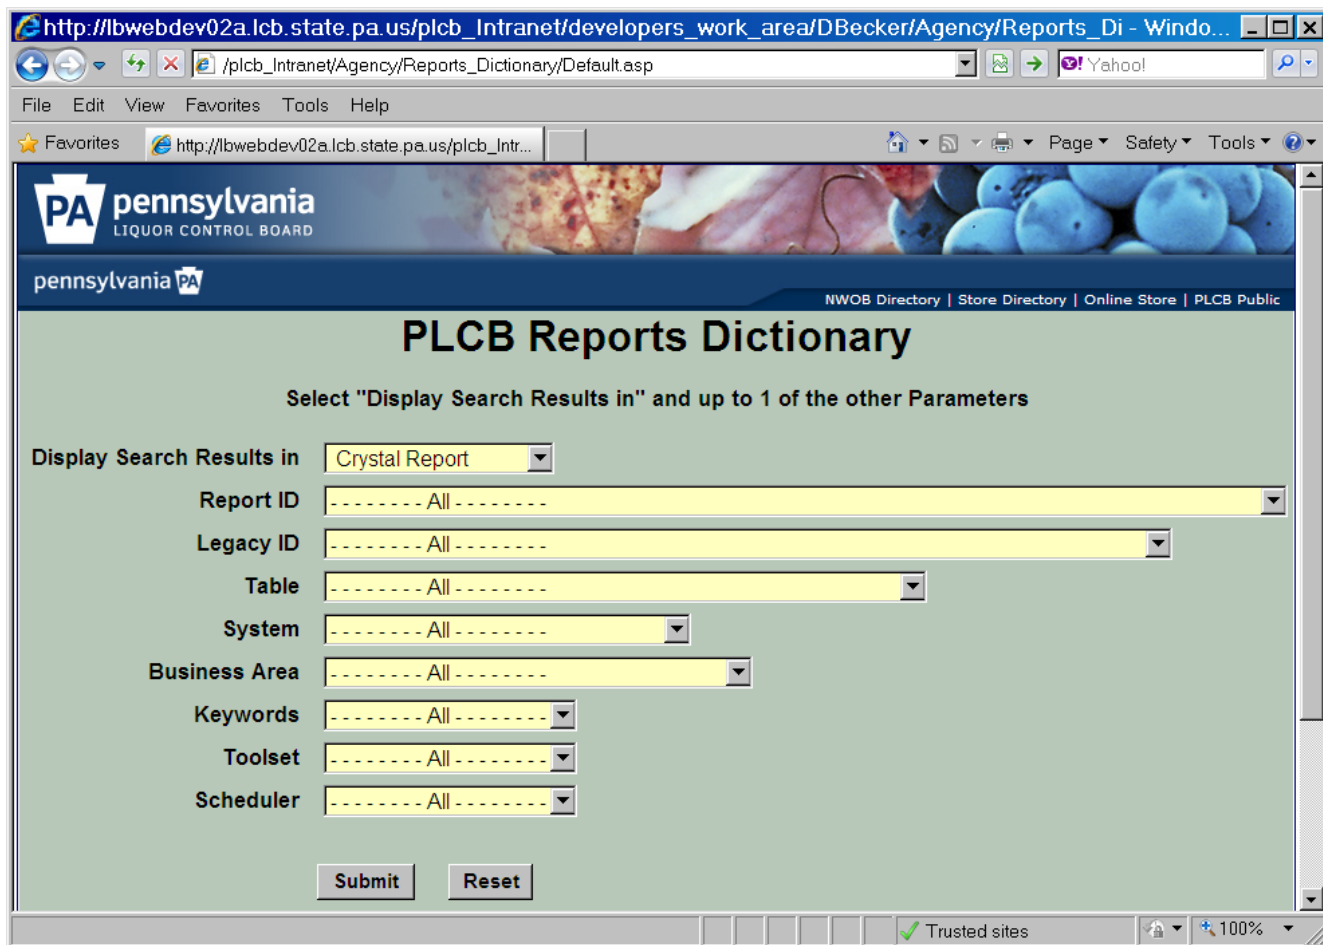 http://lbwebdev02a.lcb.state.pa.us/plcb_Intranet/developers_work_area/DBecker/Agency/Reports_Di - Windo...
/plcb_Intranet/Agency/Reports_Dictionary/Default.asp Yahoo!
File Edit View Favorites Tools Help
Favorites http://lbwebdev02a.lcb.state.pa.us/plcb_Intr... Page Safety Tools
PA pennsylvania
LIQUOR CONTROL BOARD
pennsylvania PA
NWOB Directory | Store Directory | Online Store | PLCB Public
PLCB Reports Dictionary
Select "Display Search Results in" and up to 1 of the other Parameters
Display Search Results in Crystal Report
Report ID - - - - - - - - All - - - - - - - -
Legacy ID - - - - - - - - All - - - - - - - -
Table - - - - - - - - All - - - - - - - -
System - - - - - - - - All - - - - - - - -
Business Area - - - - - - - - All - - - - - - - -
Keywords - - - - - - - - All - - - - - - - -
Toolset - - - - - - - - All - - - - - - - -
Scheduler - - - - - - - - All - - - - - - - -
Submit Reset
Trusted sites 100%